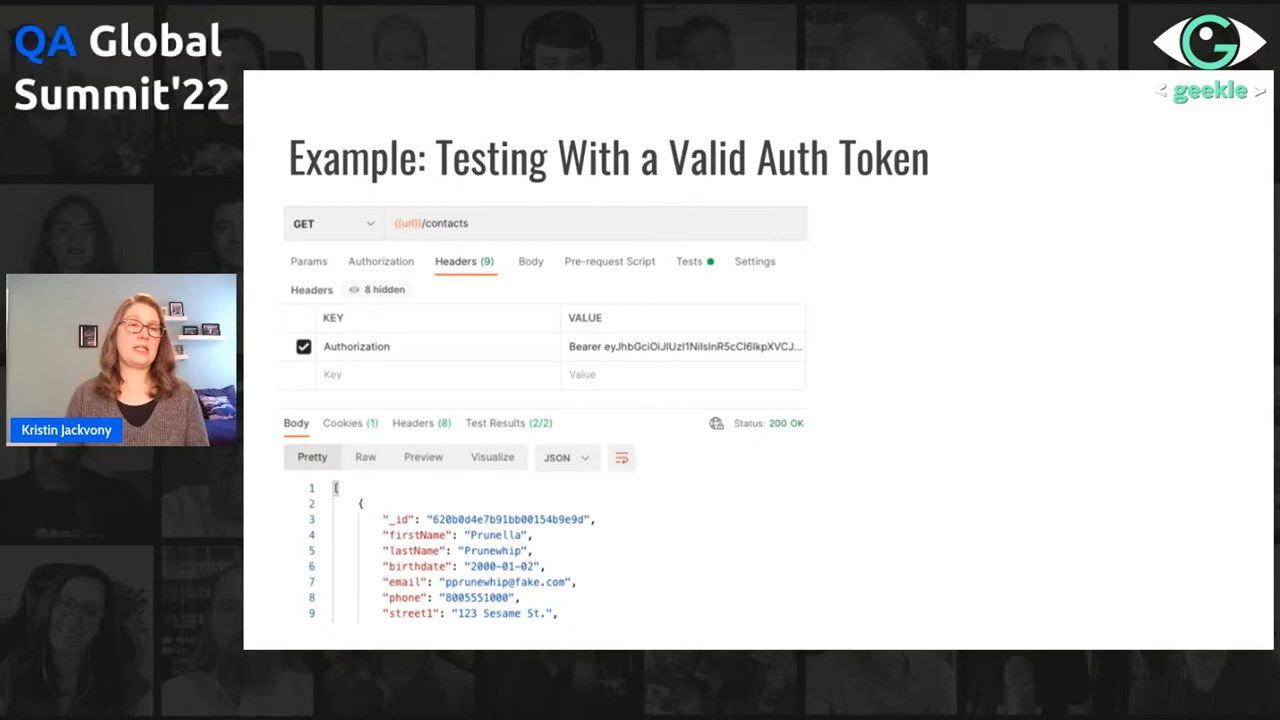 QA Global
Summit'22
< geekle >
Example: Testing With a Valid Auth Token
GET {{url}}/contacts
Params Authorization Headers (9) Body Pre-request Script Tests Settings
Headers 8 hidden
KEY VALUE
Authorization Bearer eyJhbGciOiJIUzI1NiIsInR5cCI6IkpXVCJ...
Key Value
Body Cookies (1) Headers (8) Test Results (2/2) Status: 200 OK
Pretty Raw Preview Visualize JSON
1 [
2 {
3 "_id": "620b0d4e7b91bb00154b9e9d",
4 "firstName": "Prunella",
5 "lastName": "Prunewhip",
6 "birthdate": "2000-01-02",
7 "email": "pprunewhip@fake.com",
8 "phone": "8005551000",
9 "street1": "123 Sesame St.",
Kristin Jackvony